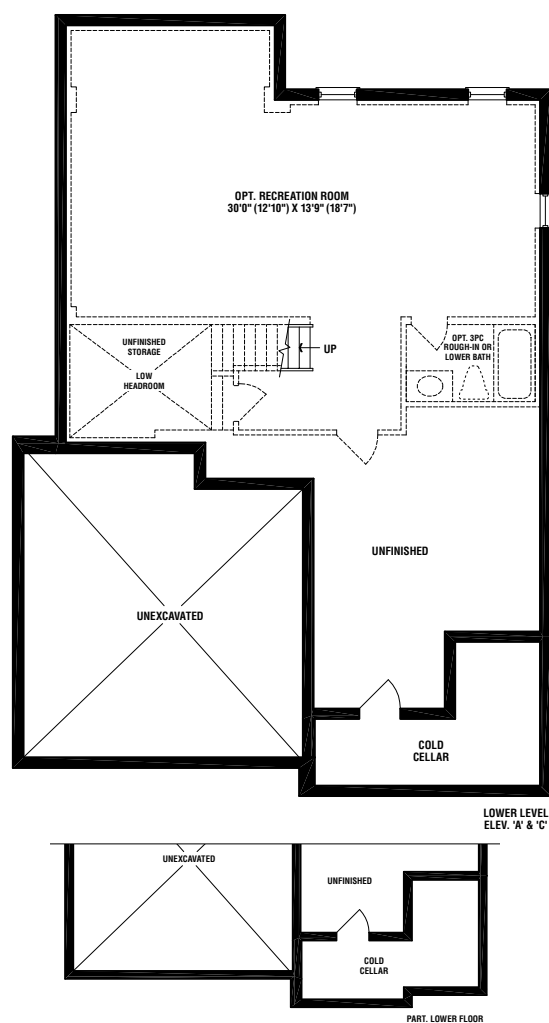 OPT. RECREATION ROOM
30'0" (12'10") X 13'9" (18'7")
UNFINISHED
STORAGE
LOW
HEADROOM
UP
OPT. 3PC
ROUGH-IN OR
LOWER BATH
UNFINISHED
UNEXCAVATED
COLD
CELLAR
LOWER LEVEL
ELEV. 'A' & 'C'
UNEXCAVATED
UNFINISHED
COLD
CELLAR
PART. LOWER FLOOR